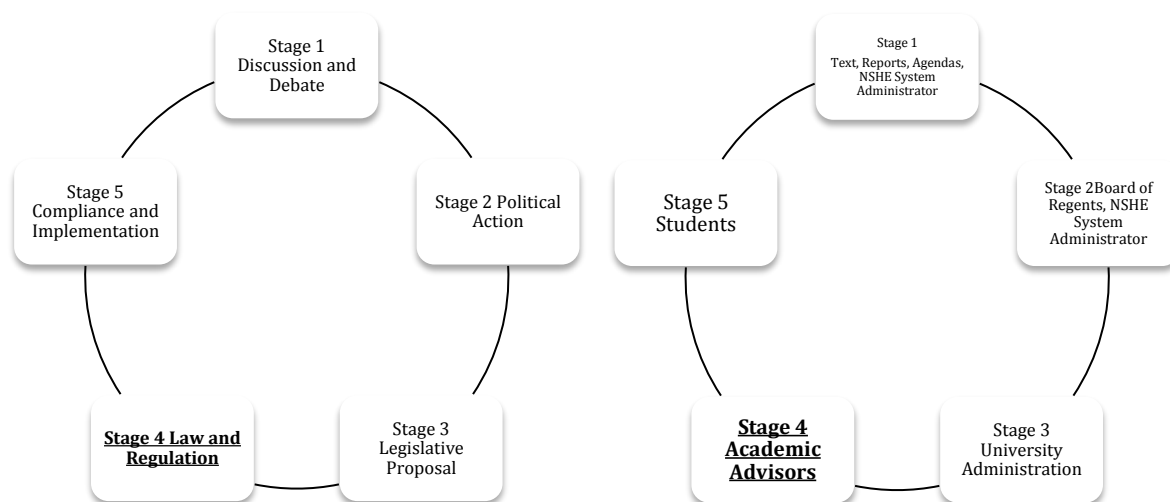 Stage 1
Discussion and
Debate
Stage 2 Political
Action
Stage 3
Legislative
Proposal
Stage 4 Law and
Regulation
Stage 5
Compliance and
Implementation
Stage 1
Text, Reports, Agendas,
NSHE System
Administrator
Stage 2Board of
Regents, NSHE
System
Administrator
Stage 3
University
Administration
Stage 4
Academic
Advisors
Stage 5
Students